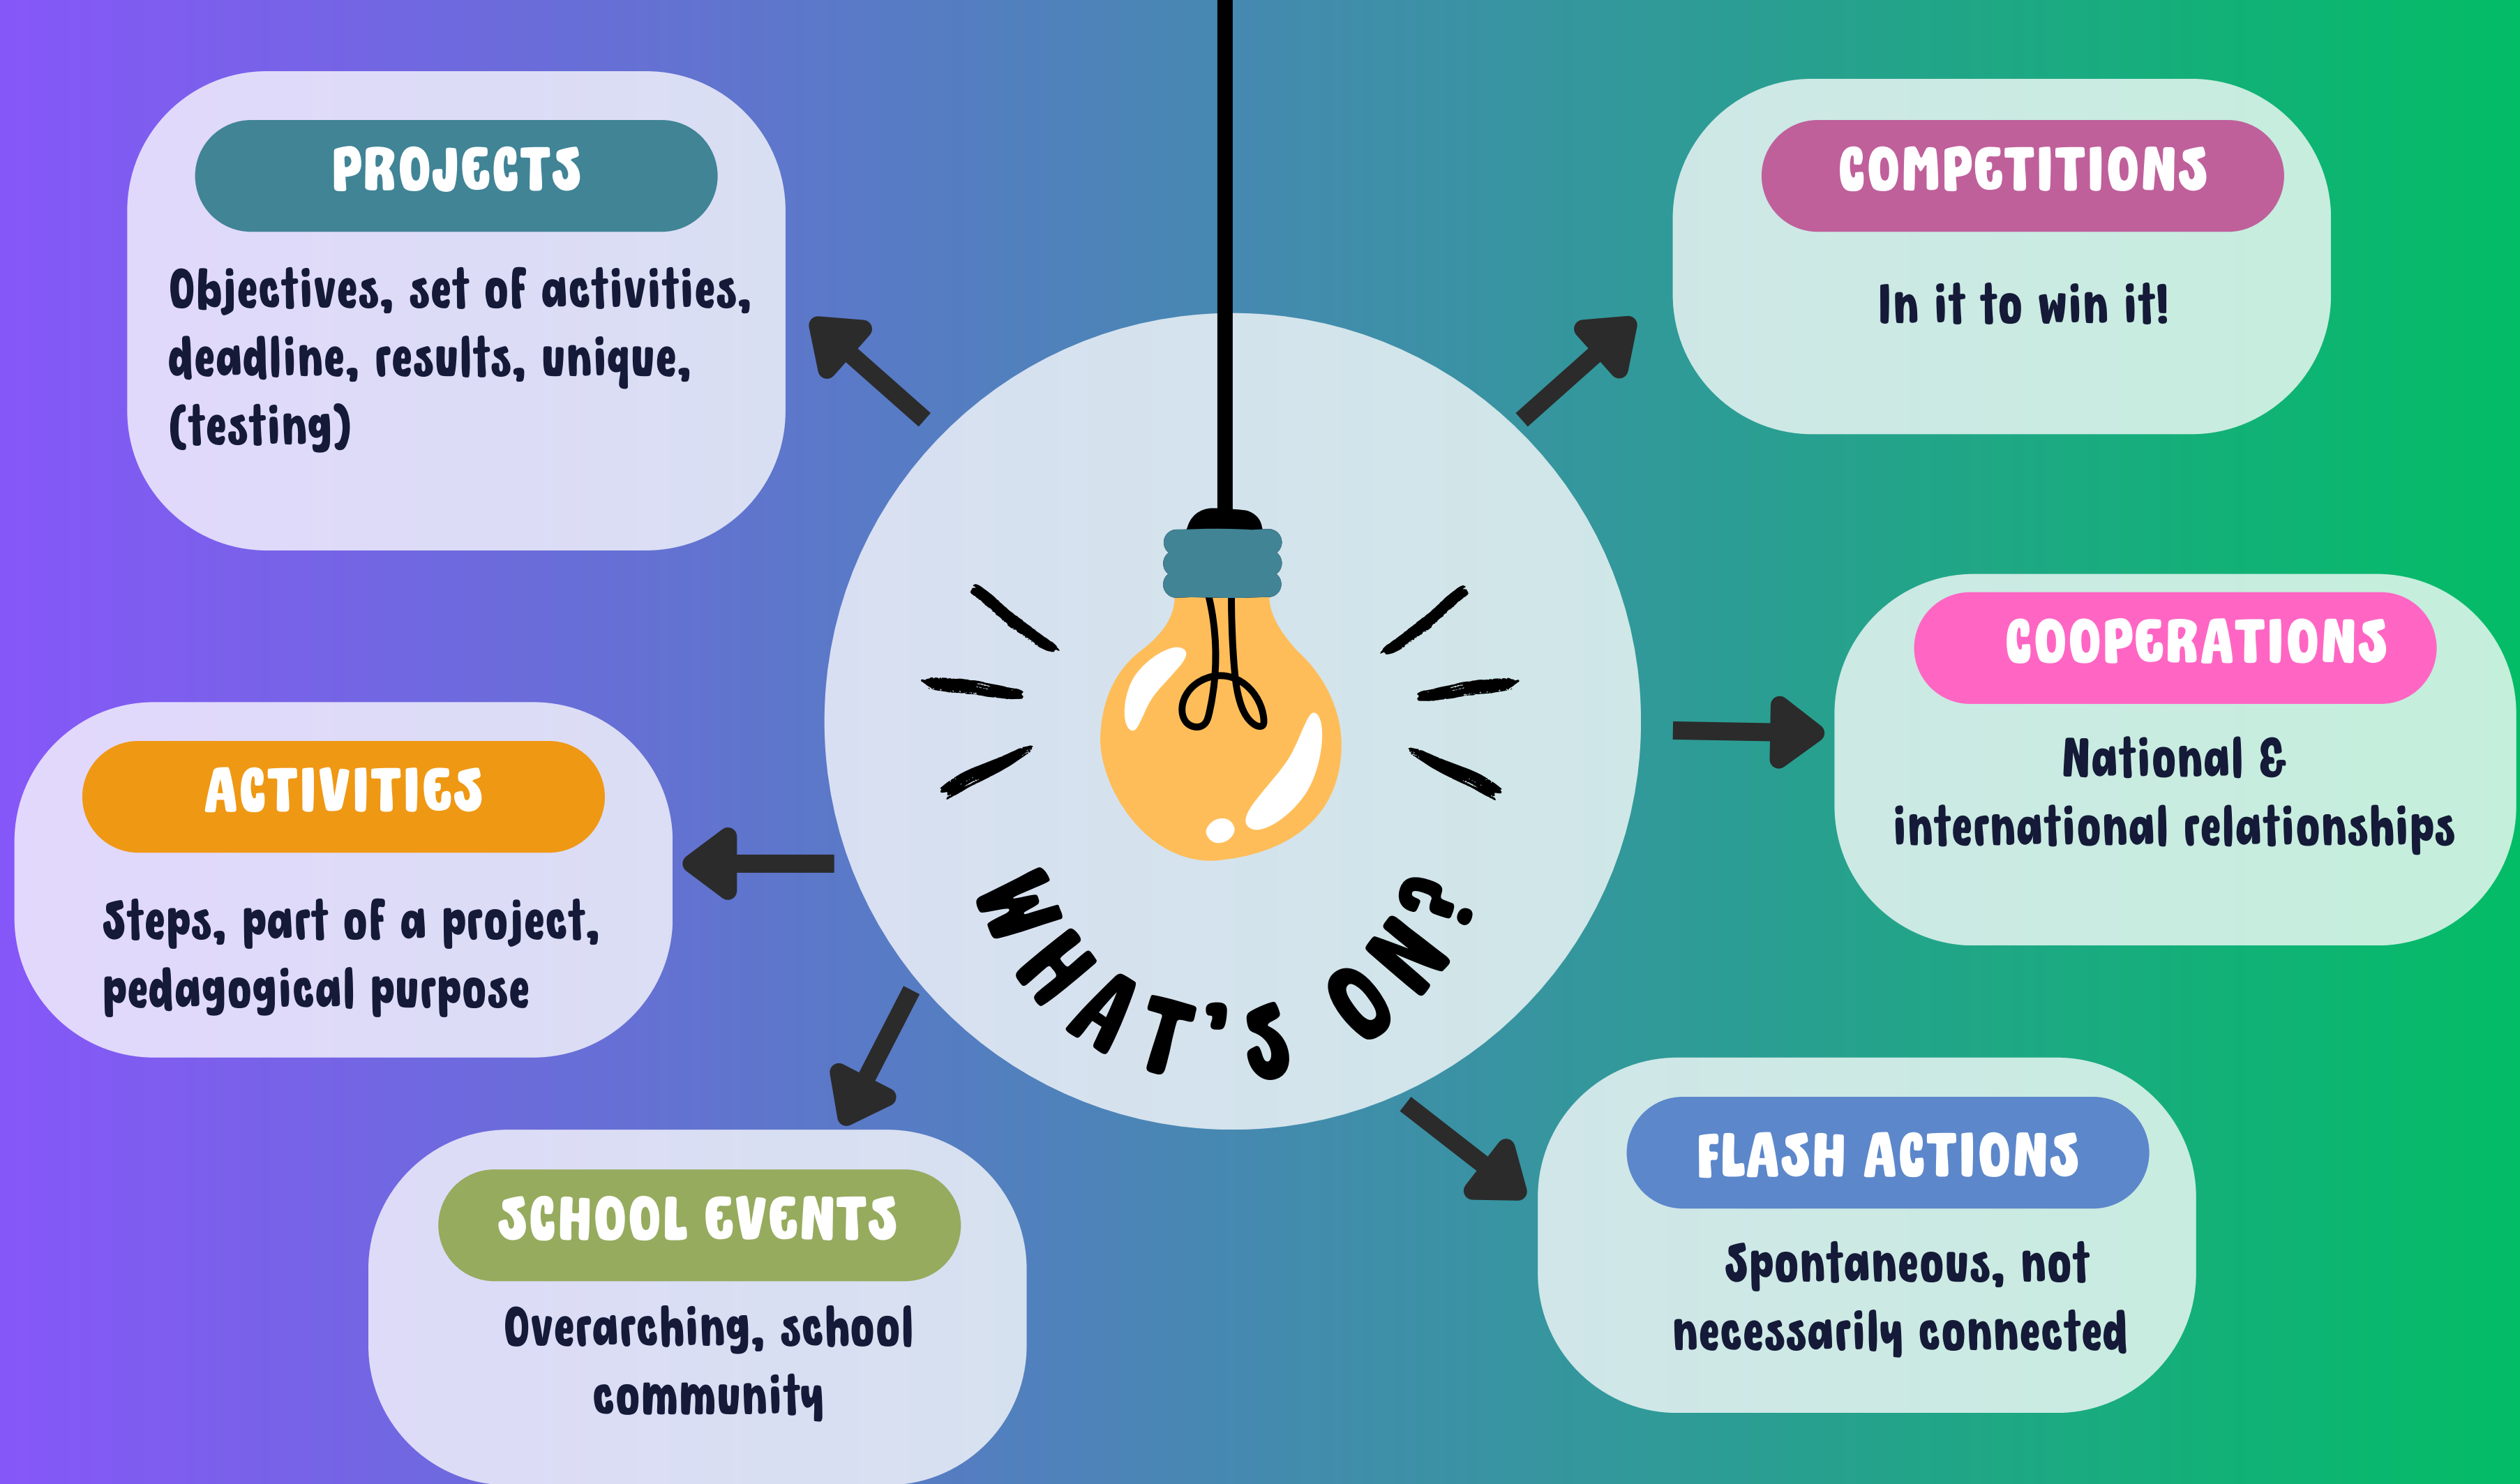 PROJECTS
Objectives, set of activities,
deadline, results, unique,
(testing)
COMPETITIONS
In it to win it!
COOPERATIONS
National &
international relationships
ACTIVITIES
Steps, part of a project,
pedagogical purpose
WHAT'S ON?
SCHOOL EVENTS
Overarching, school
community
FLASH ACTIONS
Spontaneous, not
necessarily connected